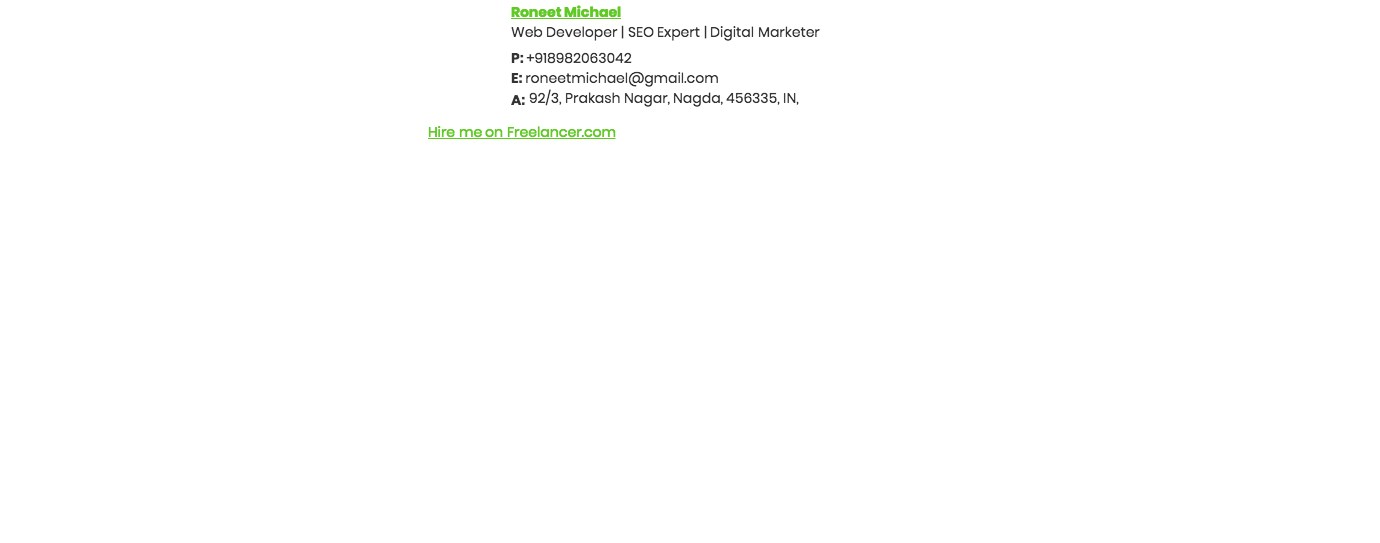 Roneet Michael
Web Developer | SEO Expert | Digital Marketer
P: +918982063042
E: roneetmichael@gmail.com
A: 92/3, Prakash Nagar, Nagda, 456335, IN,
Hire me on Freelancer.com